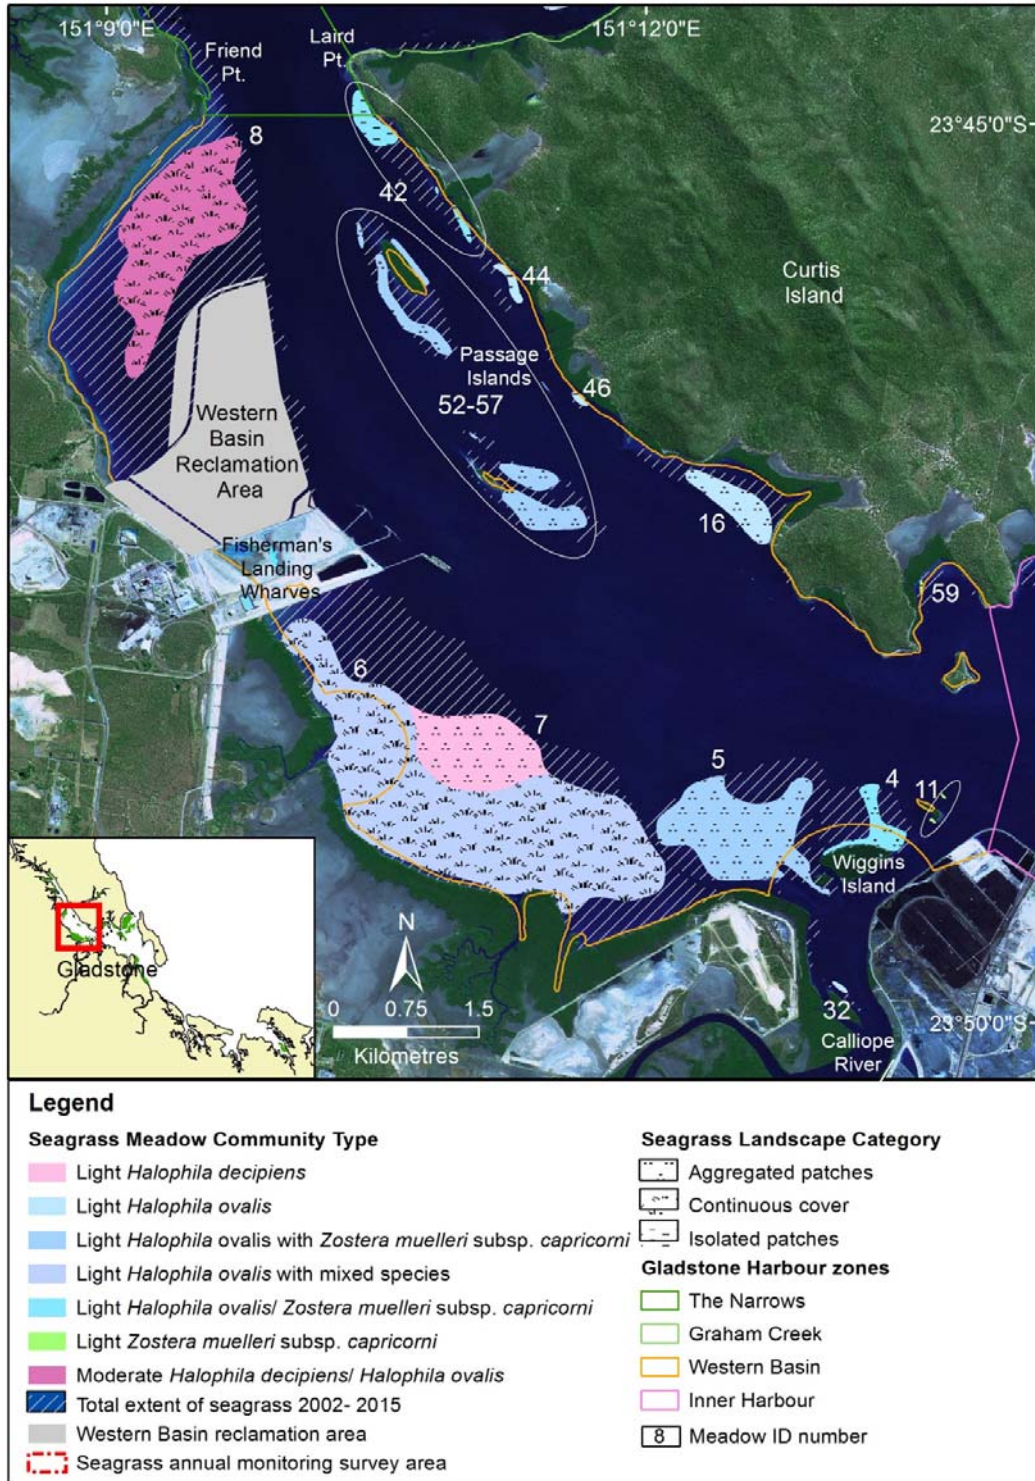 151°9'0"E
151°12'0"E
Friend
Pt.
Laird
Pt.
23°45'0"S
8
42
44
Curtis
Island
Passage
Islands
46
52-57
Western
Basin
Reclamation
Area
16
Fisherman's
Landing
Wharves
59
6
7
5
4
11
Wiggins
Island
N
Gladstone
0 0.75 1.5
Kilometres
32
23°50'0"S
Calliope
River
Legend
Seagrass Meadow Community Type
Light Halophila decipiens
Light Halophila ovalis
Light Halophila ovalis with Zostera muelleri subsp. capricorni
Light Halophila ovalis with mixed species
Light Halophila ovalis/ Zostera muelleri subsp. capricorni
Light Zostera muelleri subsp. capricorni
Moderate Halophila decipiens/ Halophila ovalis
Total extent of seagrass 2002- 2015
Western Basin reclamation area
Seagrass annual monitoring survey area
Seagrass Landscape Category
Aggregated patches
Continuous cover
Isolated patches
Gladstone Harbour zones
The Narrows
Graham Creek
Western Basin
Inner Harbour
8 Meadow ID number